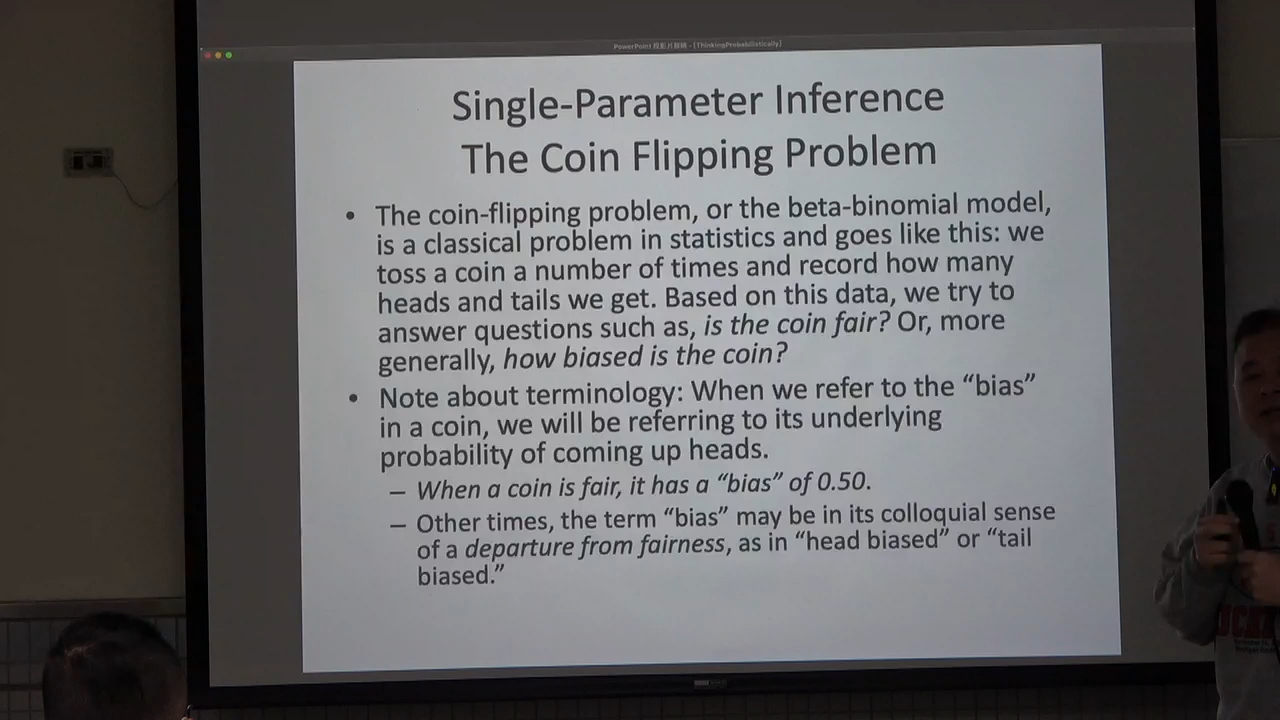 PowerPoint 投影片放映 - [ThinkingProbabilistically]
Single-Parameter Inference
The Coin Flipping Problem
• The coin-flipping problem, or the beta-binomial model,
is a classical problem in statistics and goes like this: we
toss a coin a number of times and record how many
heads and tails we get. Based on this data, we try to
answer questions such as, is the coin fair? Or, more
generally, how biased is the coin?
• Note about terminology: When we refer to the “bias”
in a coin, we will be referring to its underlying
probability of coming up heads.
– When a coin is fair, it has a “bias” of 0.50.
– Other times, the term “bias” may be in its colloquial sense
of a departure from fairness, as in “head biased” or “tail
biased.”